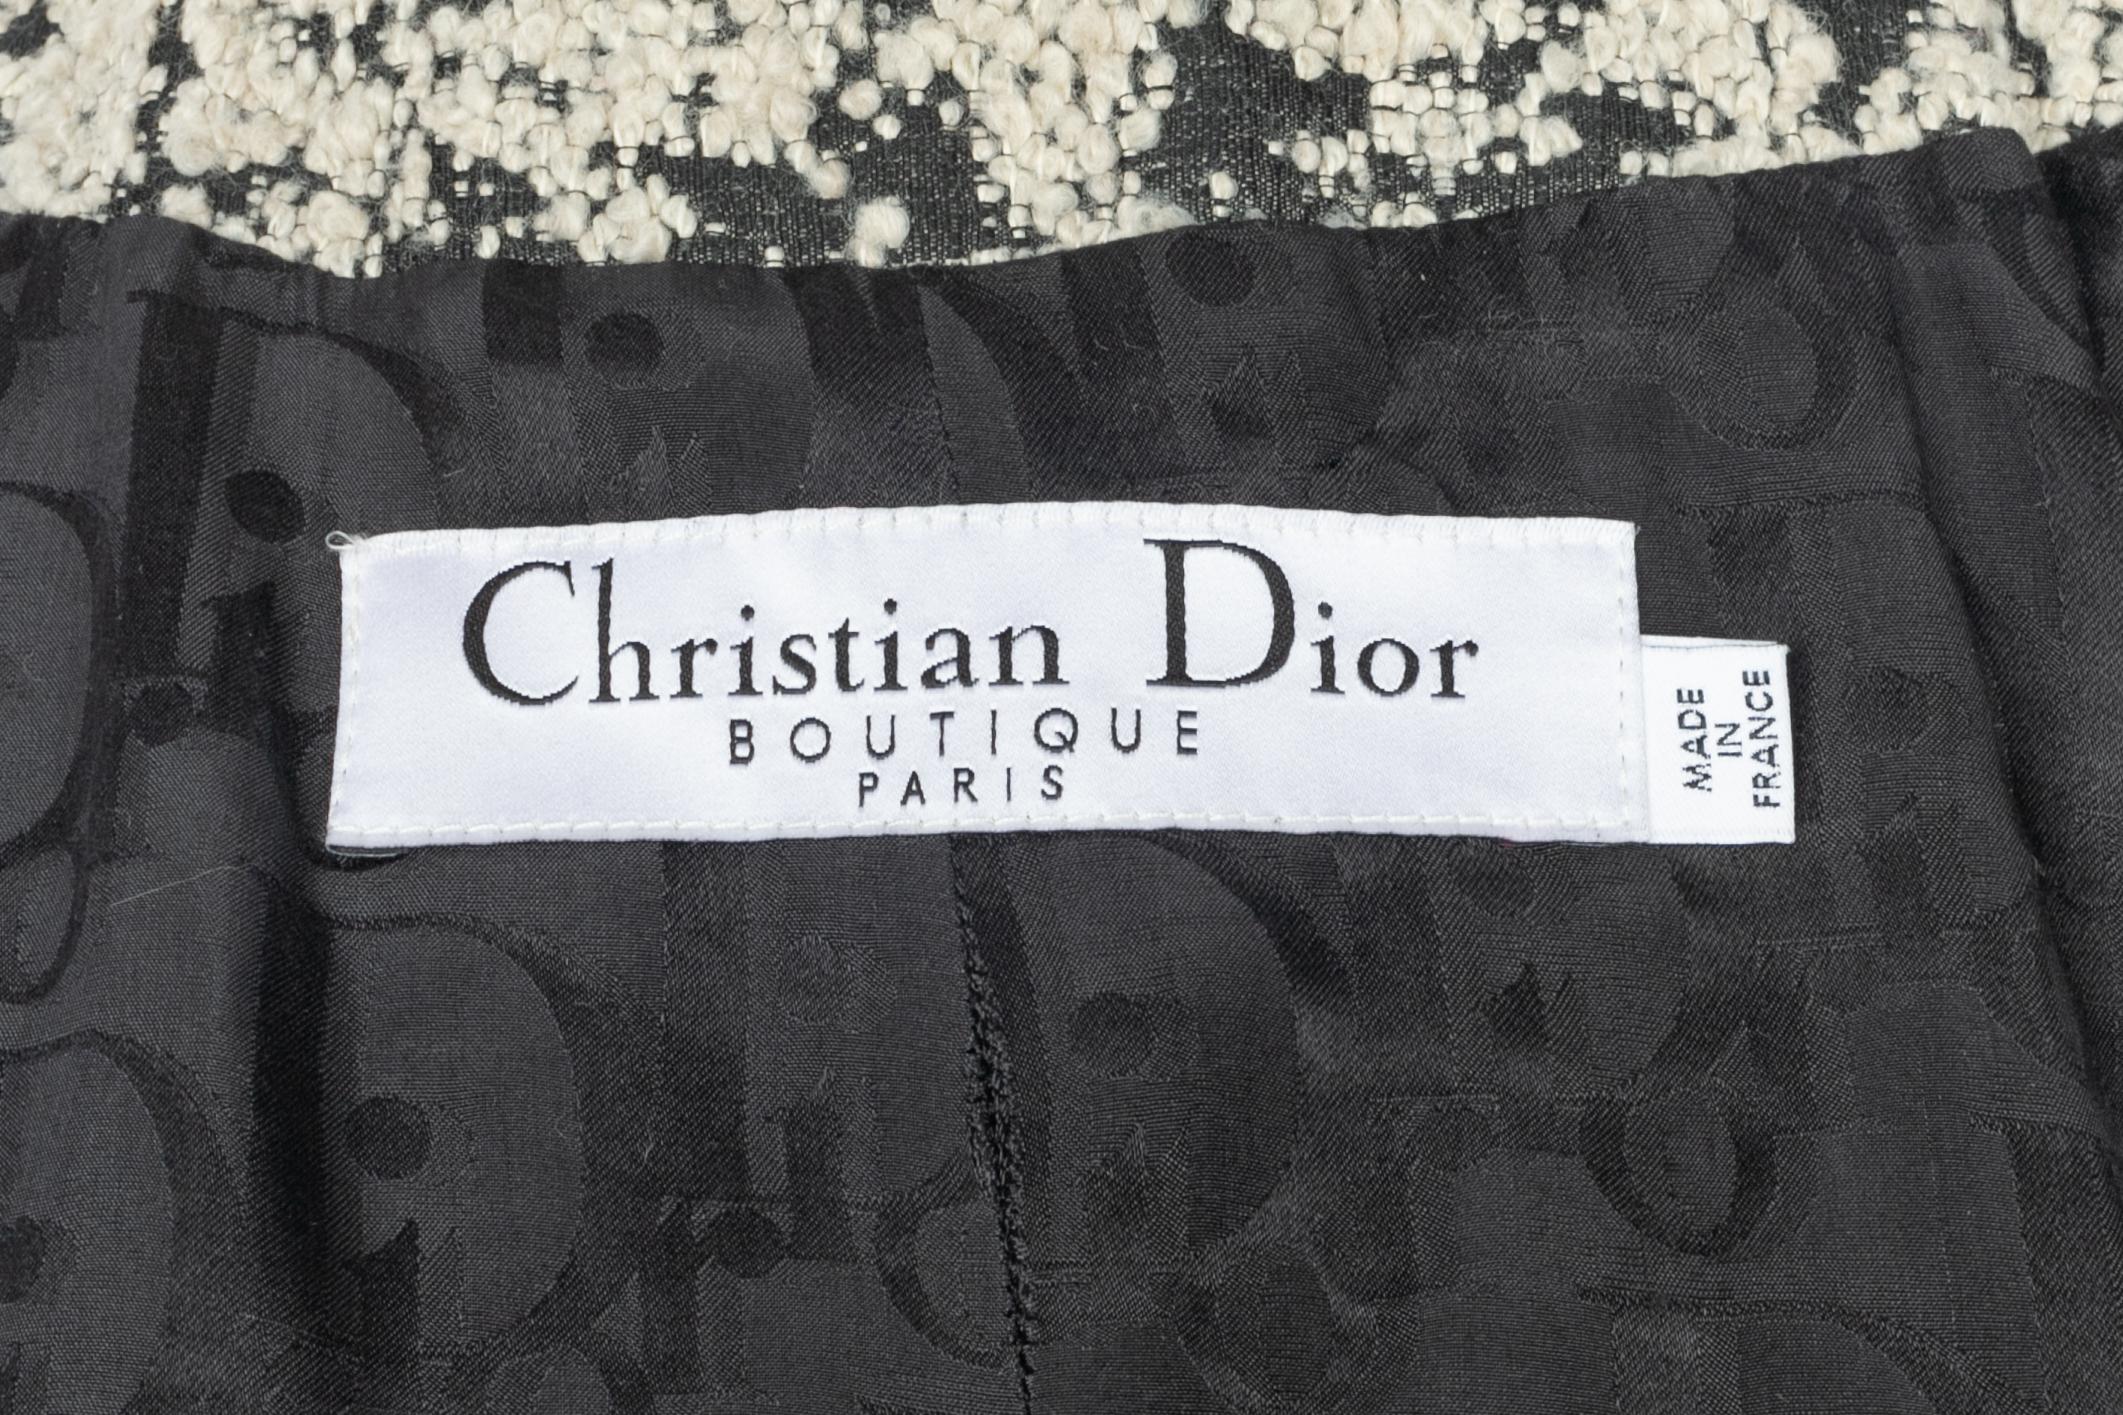 Christian Dior
BOUTIQUE
PARIS
MADE
IN
FRANCE